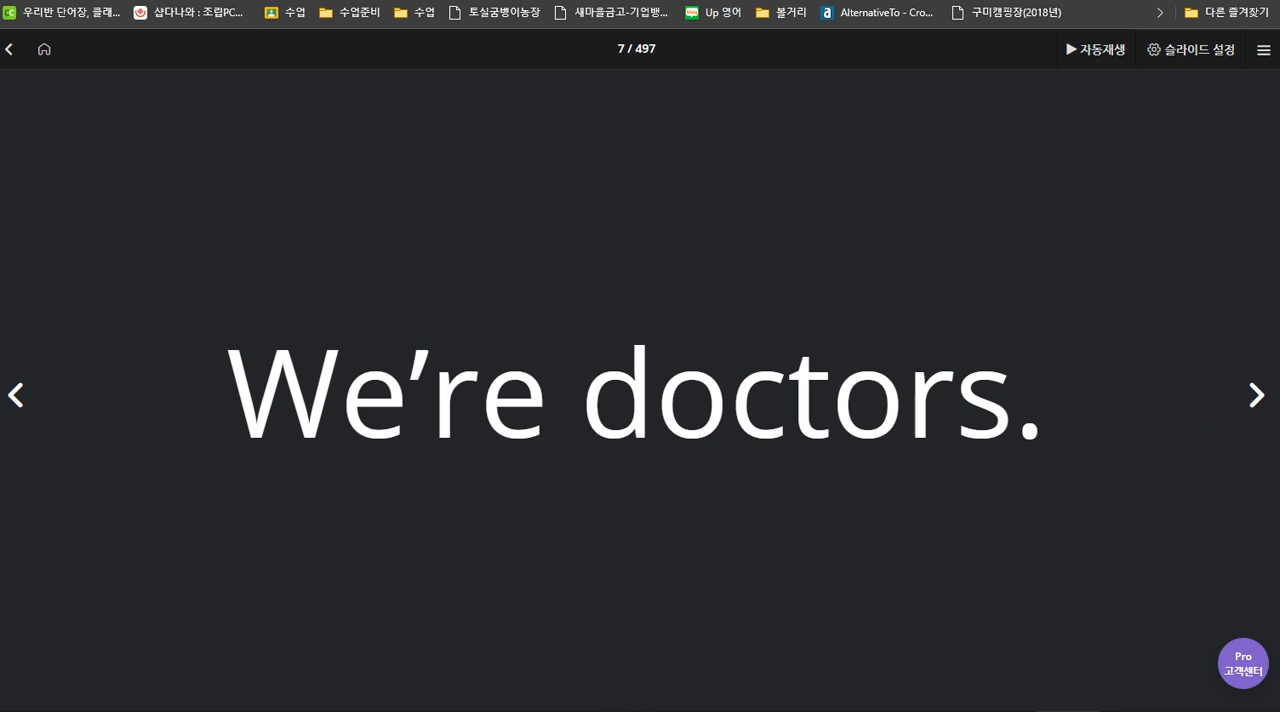 우리반 단어장, 클래... 샵다나와 : 조립PC... 수업 수업준비 수업 토실굼벵이농장 새마을금고-기업뱅... blog Up 영어 볼거리 a AlternativeTo - Cro... 구미캠핑장(2018년) 다른 즐겨찾기
7 / 497 자동재생 슬라이드 설정
We’re doctors.
Pro
고객센터